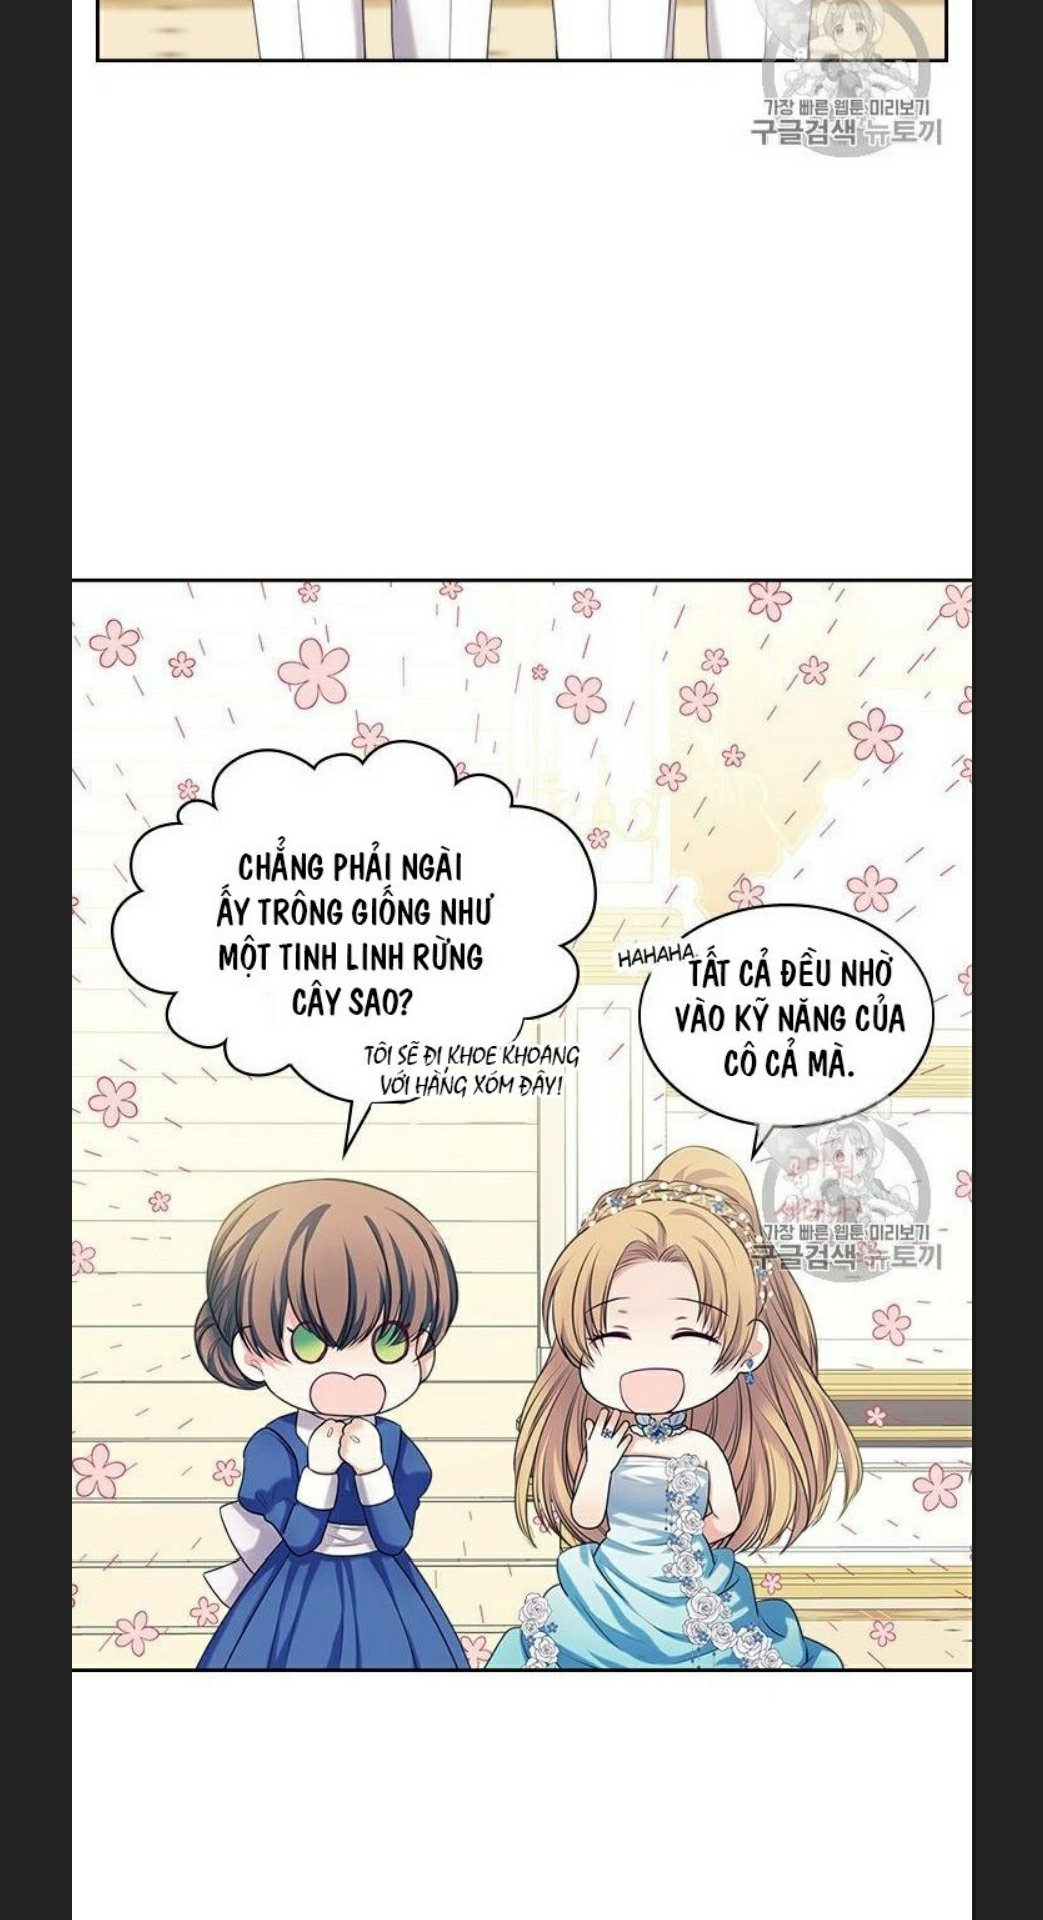 가장 빠른 웹툰 미리보기
구글검색 뉴토끼
CHẲNG PHẢI NGÀI
ẤY TRÔNG GIỐNG NHƯ
MỘT TINH LINH RỪNG
CÂY SAO?
TÔI SẼ ĐI KHOE KHOANG
VỚI HÀNG XÓM ĐÂY!
HAHAHA
TẤT CẢ ĐỀU NHỜ
VÀO KỸ NĂNG CỦA
CÔ CẢ MÀ.
가장 빠른 웹툰 미리보기
구글검색 뉴토끼